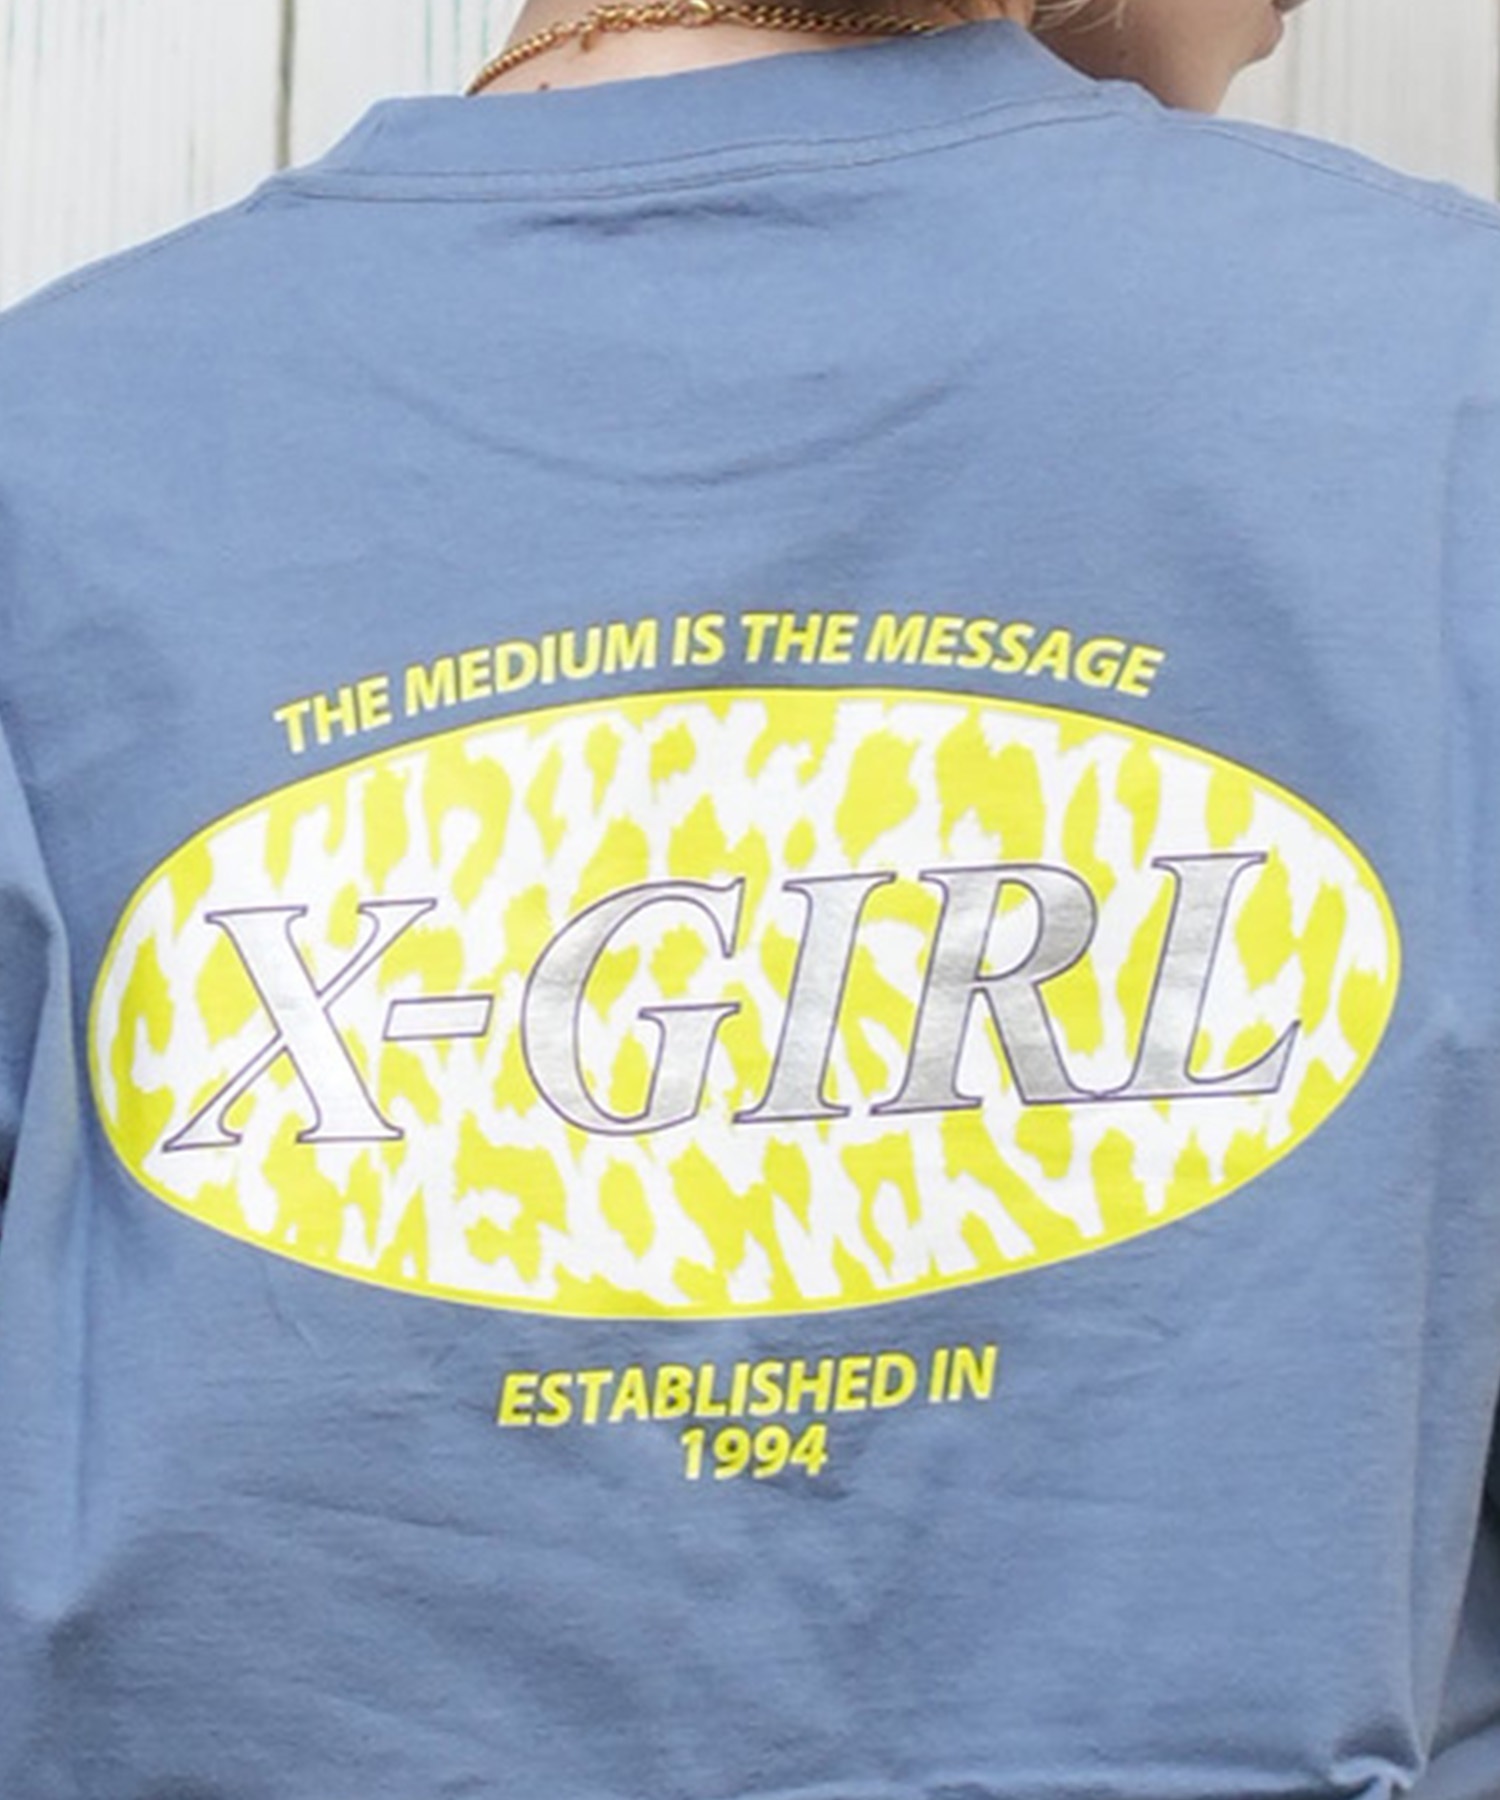 THE MEDIUM IS THE MESSAGE
X-GIRL
ESTABLISHED IN
1994